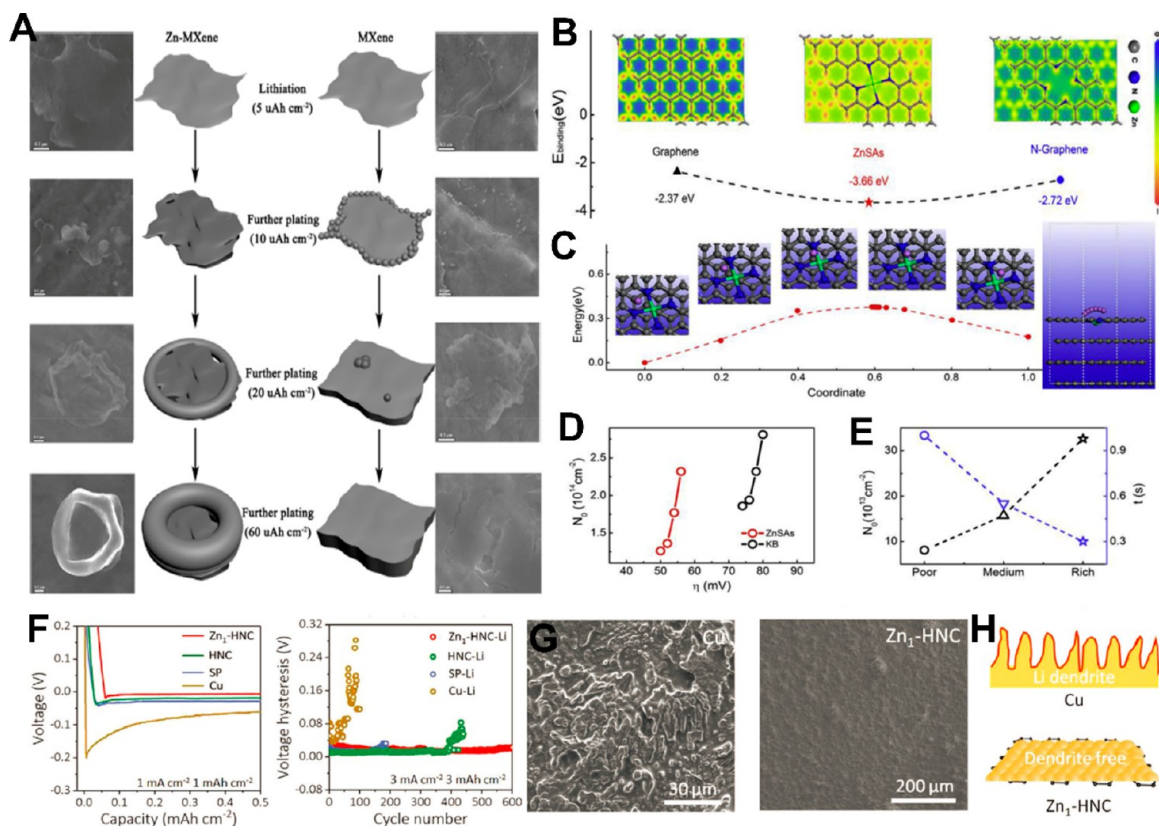 A
Zn-MXene
MXene
Lithiation
(5 uAh cm⁻²)
Further plating
(10 uAh cm⁻²)
Further plating
(20 uAh cm⁻²)
Further plating
(60 uAh cm⁻²)
B
E binding (eV)
0
-2
-4
Graphene
-2.37 eV
ZnSAs
-3.66 eV
N-Graphene
-2.72 eV
C
N
Zn
C
Energy(eV)
0.6
0.3
0.0
0.0 0.2 0.4 0.6 0.8 1.0
Coordinate
D
N₀ (10¹⁴cm⁻²)
2.5
2.0
1.5
ZnSAs
KB
40 50 60 70 80 90
η (mV)
E
N₀(10¹³cm⁻²)
30
20
10
0.9
0.6
0.3
t (s)
Poor Medium Rich
F
Voltage (V)
0.2
0.1
0.0
-0.1
-0.2
-0.3
Zn₁-HNC
HNC
SP
Cu
1 mA cm⁻² 1 mAh cm⁻²
0.0 0.1 0.2 0.3 0.4 0.5
Capacity (mAh cm⁻²)
Voltage hysteresis (V)
0.32
0.24
0.16
0.08
0.00
-0.08
Zn₁-HNC-Li
HNC-Li
SP-Li
Cu-Li
3 mA cm⁻² 3 mAh cm⁻²
0 100 200 300 400 500 600
Cycle number
G
Cu
30 μm
Zn₁-HNC
200 μm
H
Li dendrite
Cu
Dendrite free
Zn₁-HNC